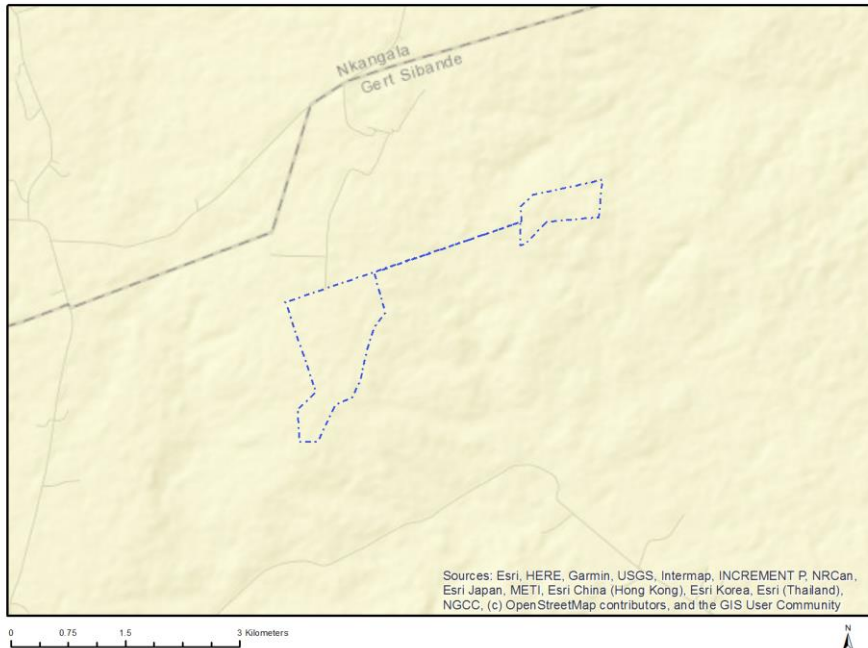 Nkangala
Gert Sibande
Sources: Esri, HERE, Garmin, USGS, Intermap, INCREMENT P, NRCan,
Esri Japan, METI, Esri China (Hong Kong), Esri Korea, Esri (Thailand),
NGCC, (c) OpenStreetMap contributors, and the GIS User Community
0 0.75 1.5 3 Kilometers
N